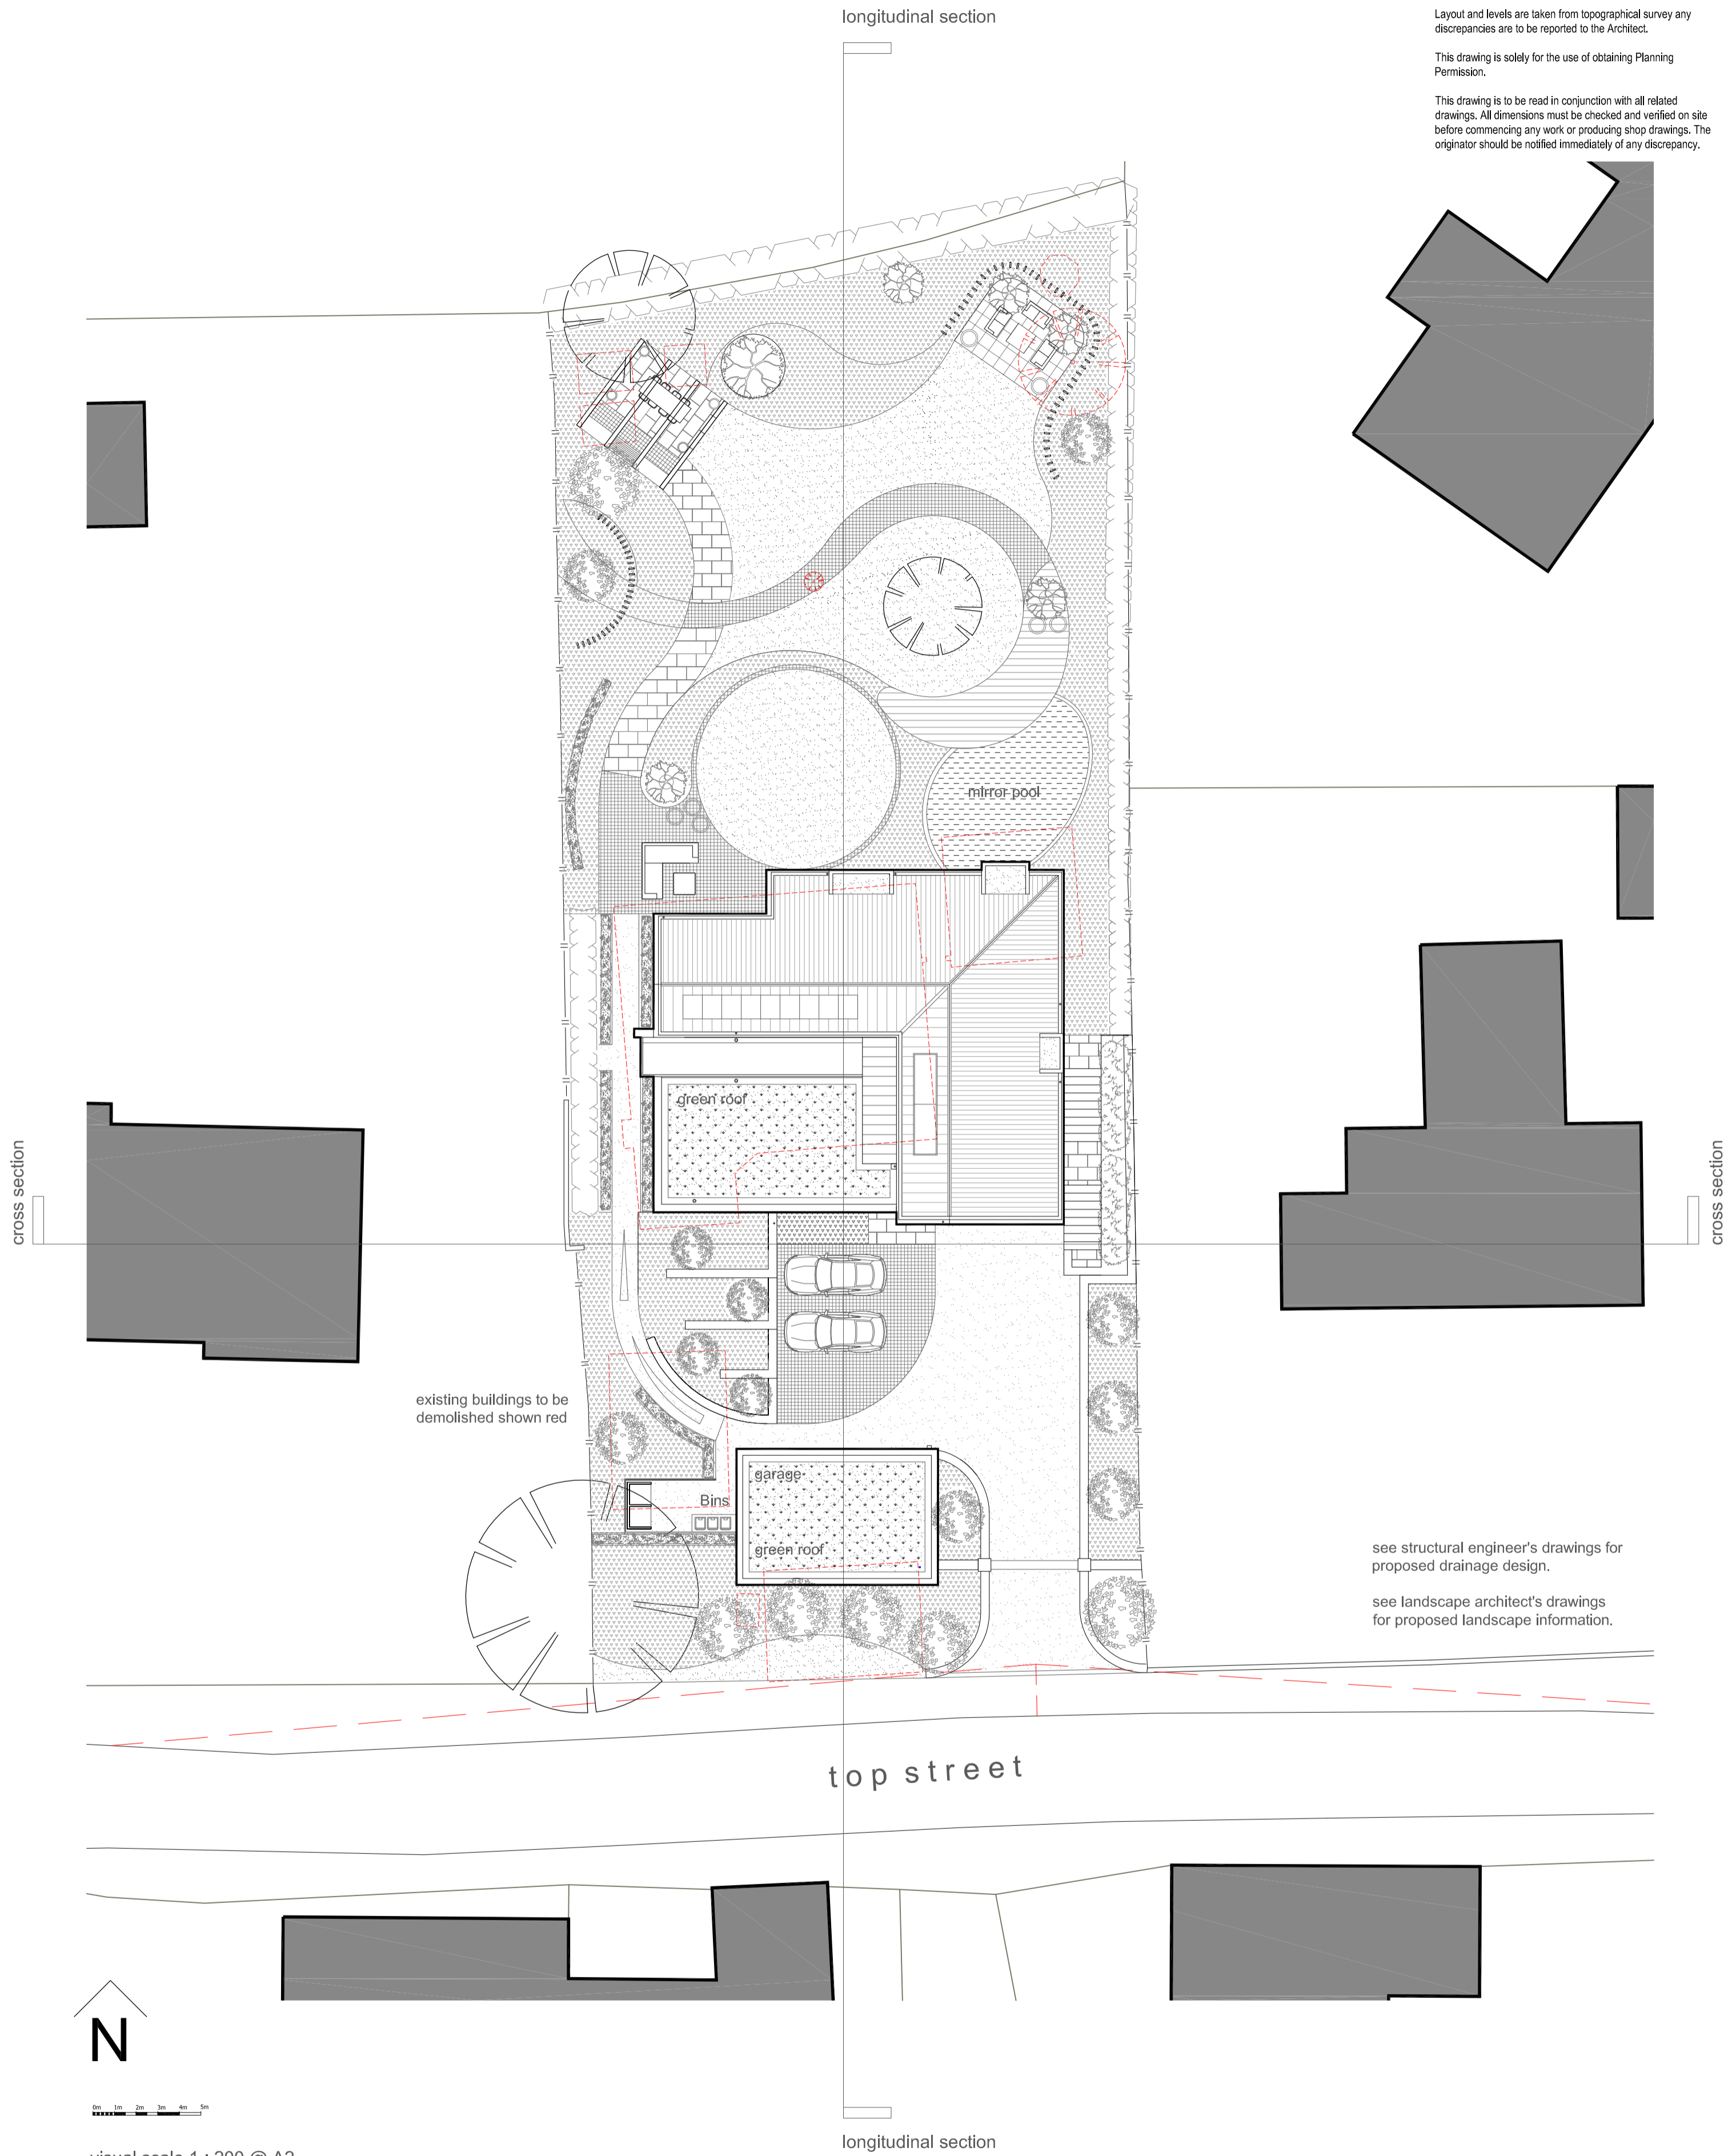 longitudinal section
Layout and levels are taken from topographical survey any
discrepancies are to be reported to the Architect.
This drawing is solely for the use of obtaining Planning
Permission.
This drawing is to be read in conjunction with all related
drawings. All dimensions must be checked and verified on site
before commencing any work or producing shop drawings. The
originator should be notified immediately of any discrepancy.
mirror pool
green roof
cross section
cross section
existing buildings to be
demolished shown red
garage
Bins
green roof
see structural engineer's drawings for
proposed drainage design.
see landscape architect's drawings
for proposed landscape information.
top street
N
0m 1m 2m 3m 4m 5m
visual scale 1 : 200 @ A2
longitudinal section